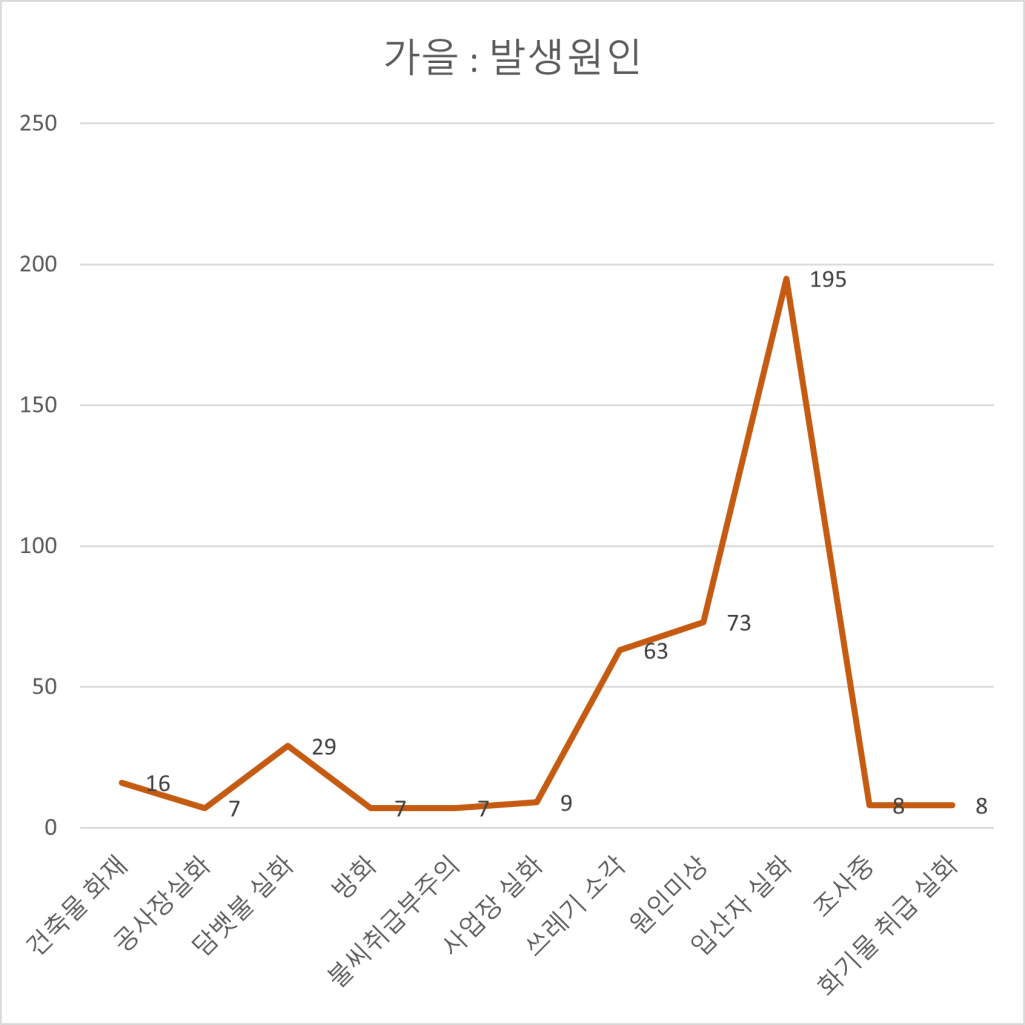 가을 : 발생원인
250
200
150
100
50
0
16
7
29
7
7
9
63
73
195
8
8
건축물 화재
공사장실화
담뱃불 실화
방화
불씨취급부주의
사업장 실화
쓰레기 소각
원인미상
입산자 실화
조사중
화기물 취급 실화